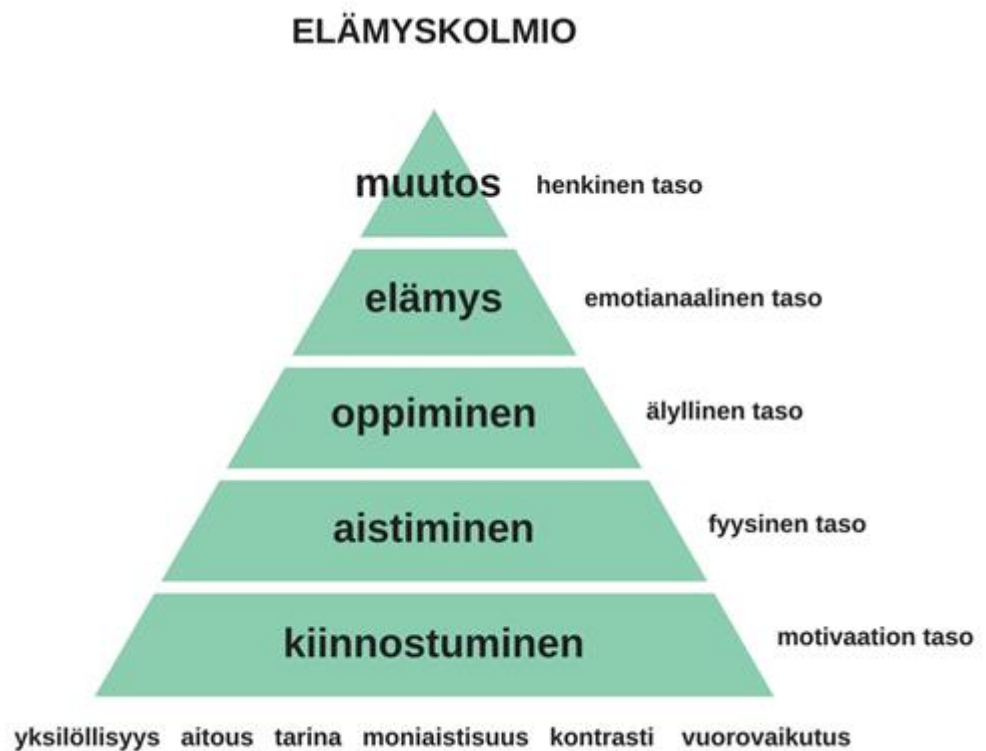 ELÄMYSKOLMIO
muutos henkinen taso
elämys emotianaalinen taso
oppiminen älyllinen taso
aistiminen fyysinen taso
kiinnostuminen motivaation taso
yksilöllisyys aitous tarina moniaistisuus kontrasti vuorovaikutus